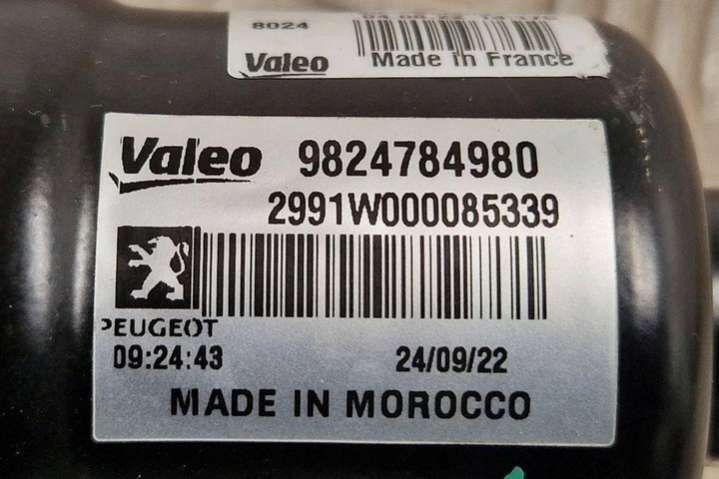 8024
Valeo
Made in France
Valeo 9824784980
2991W000085339
PEUGEOT
09:24:43 24/09/22
MADE IN MOROCCO